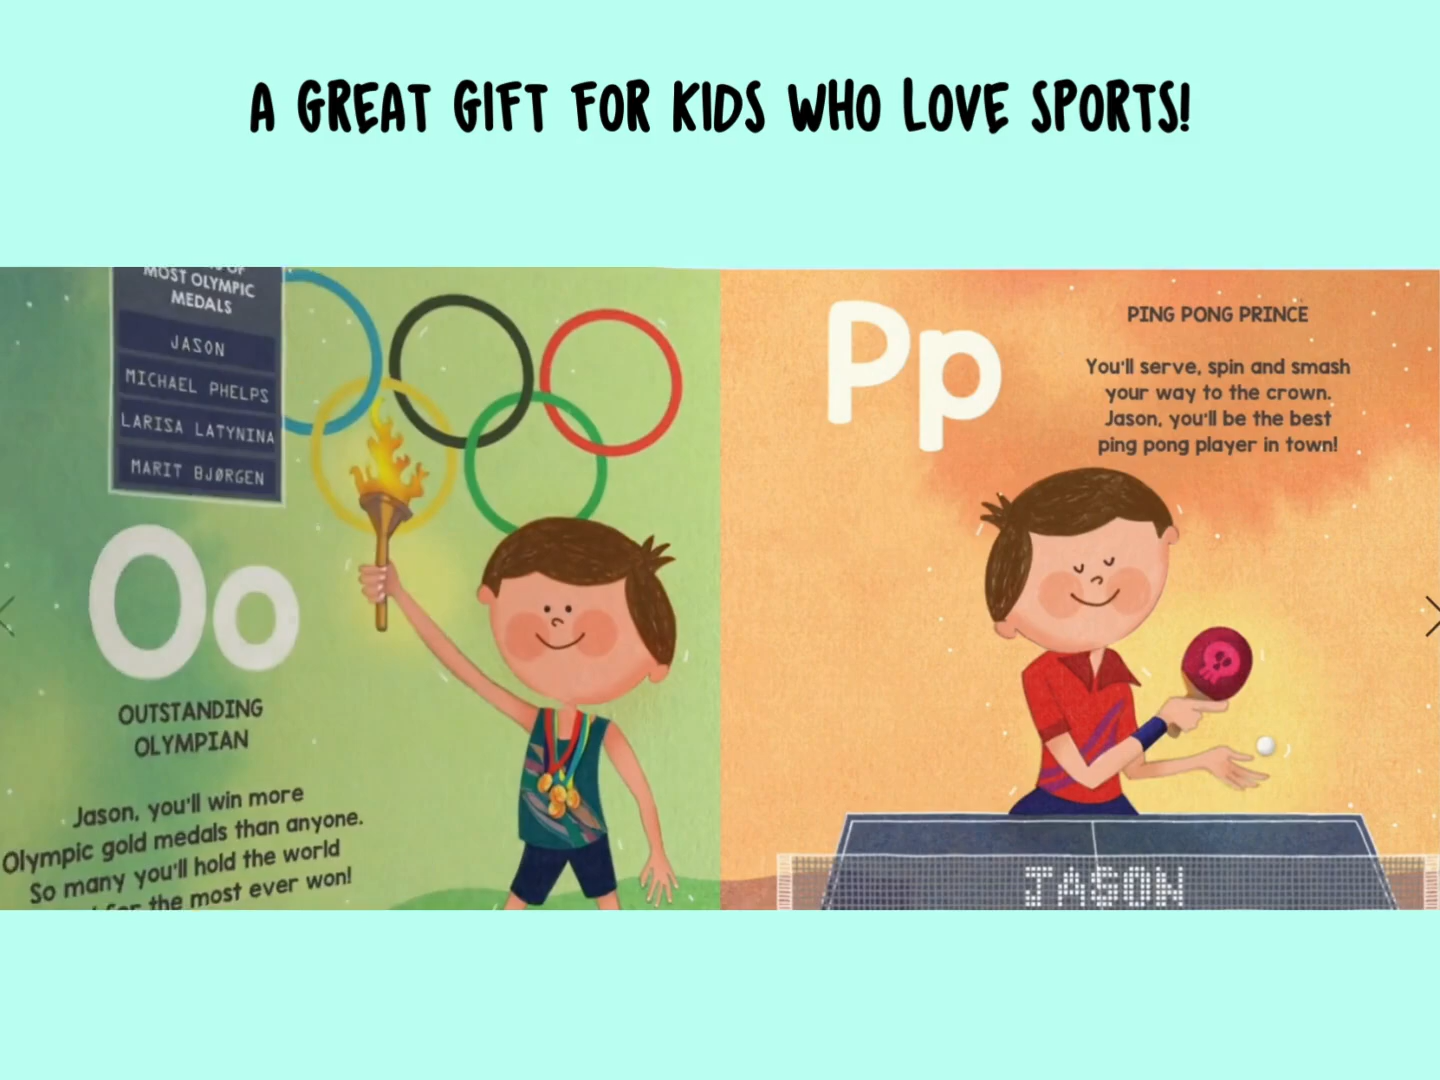 A GREAT GIFT FOR KIDS WHO LOVE SPORTS!
MOST OLYMPIC
MEDALS
JASON
MICHAEL PHELPS
LARISA LATYNINA
MARIT BJØRGEN
Oo
OUTSTANDING
OLYMPIAN
Jason, you'll win more
Olympic gold medals than anyone.
So many you'll hold the world
for the most ever won!
Pp
PING PONG PRINCE
You'll serve, spin and smash
your way to the crown.
Jason, you'll be the best
ping pong player in town!
JASON